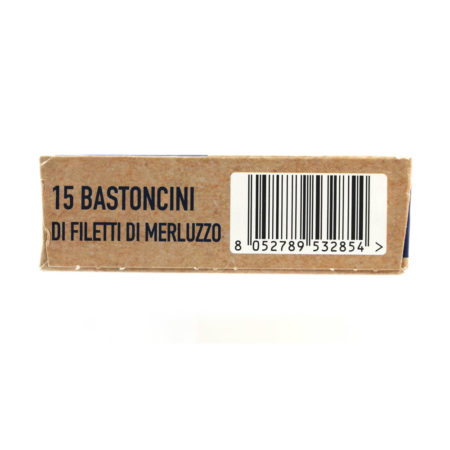 15 BASTONCINI
DI FILETTI DI MERLUZZO
8 052789 532854 >